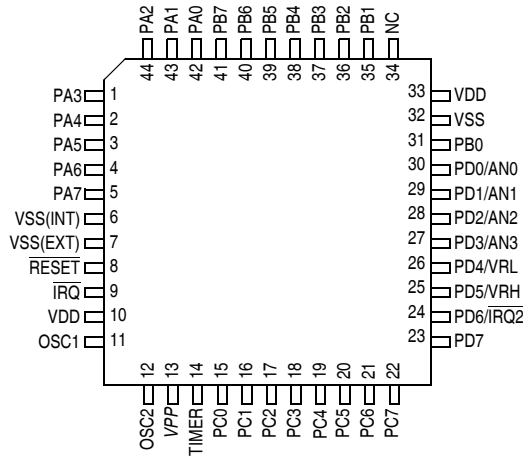 PA2 PA1 PA0 PB7 PB6 PB5 PB4 PB3 PB2 PB1 NC
44 43 42 41 40 39 38 37 36 35 34
PA3 1
PA4 2
PA5 3
PA6 4
PA7 5
VSS(INT) 6
VSS(EXT) 7
RESET 8
IRQ 9
VDD 10
OSC1 11
33 VDD
32 VSS
31 PB0
30 PD0/AN0
29 PD1/AN1
28 PD2/AN2
27 PD3/AN3
26 PD4/VRL
25 PD5/VRH
24 PD6/IRQ2
23 PD7
12 13 14 15 16 17 18 19 20 21 22
OSC2 VPP TIMER PC0 PC1 PC2 PC3 PC4 PC5 PC6 PC7